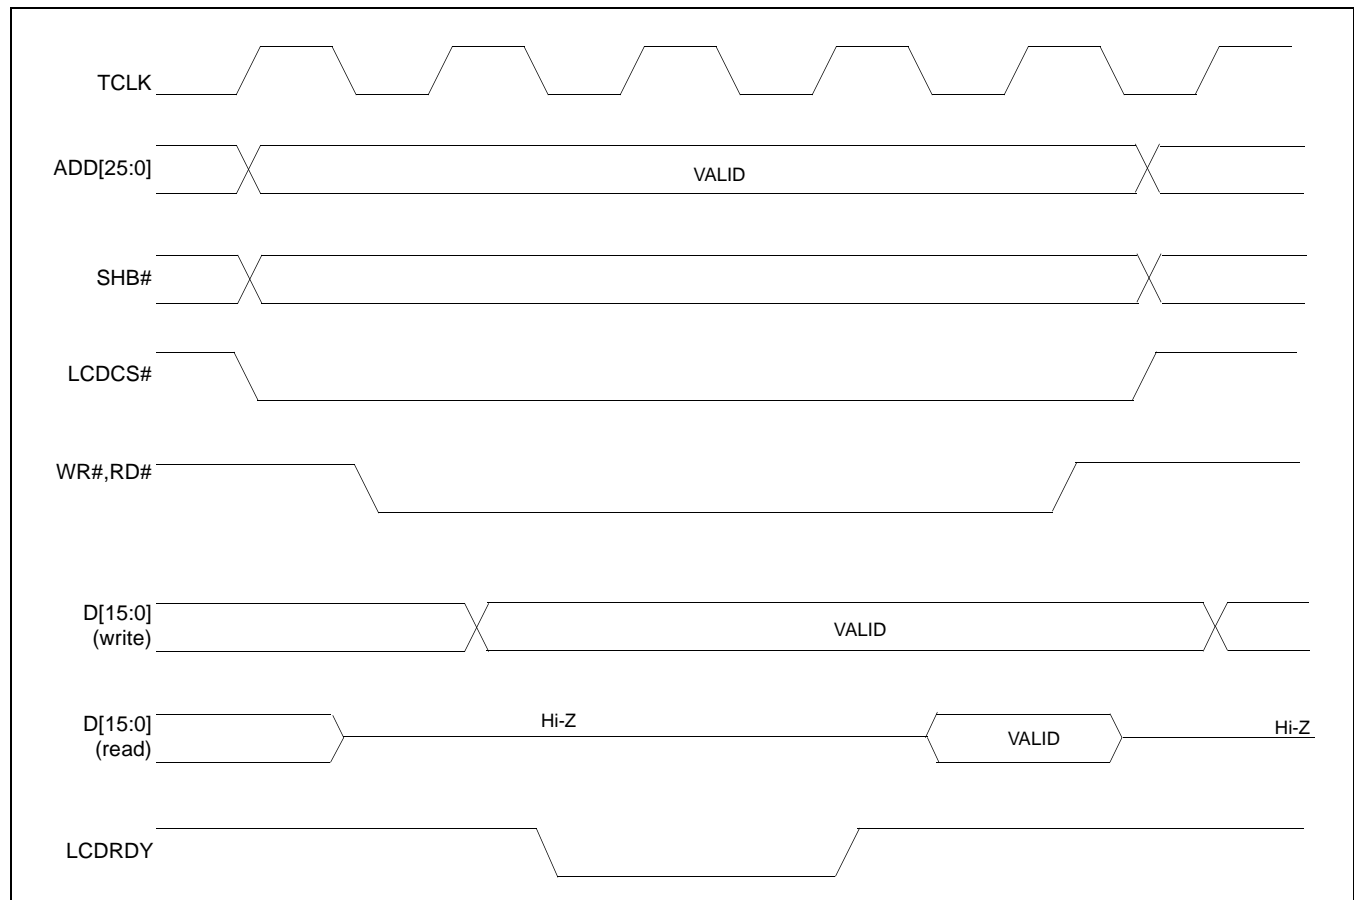 TCLK
ADD[25:0]
VALID
SHB#
LCDCS#
WR#,RD#
D[15:0]
(write)
VALID
D[15:0]
(read)
Hi-Z
VALID
Hi-Z
LCDRDY